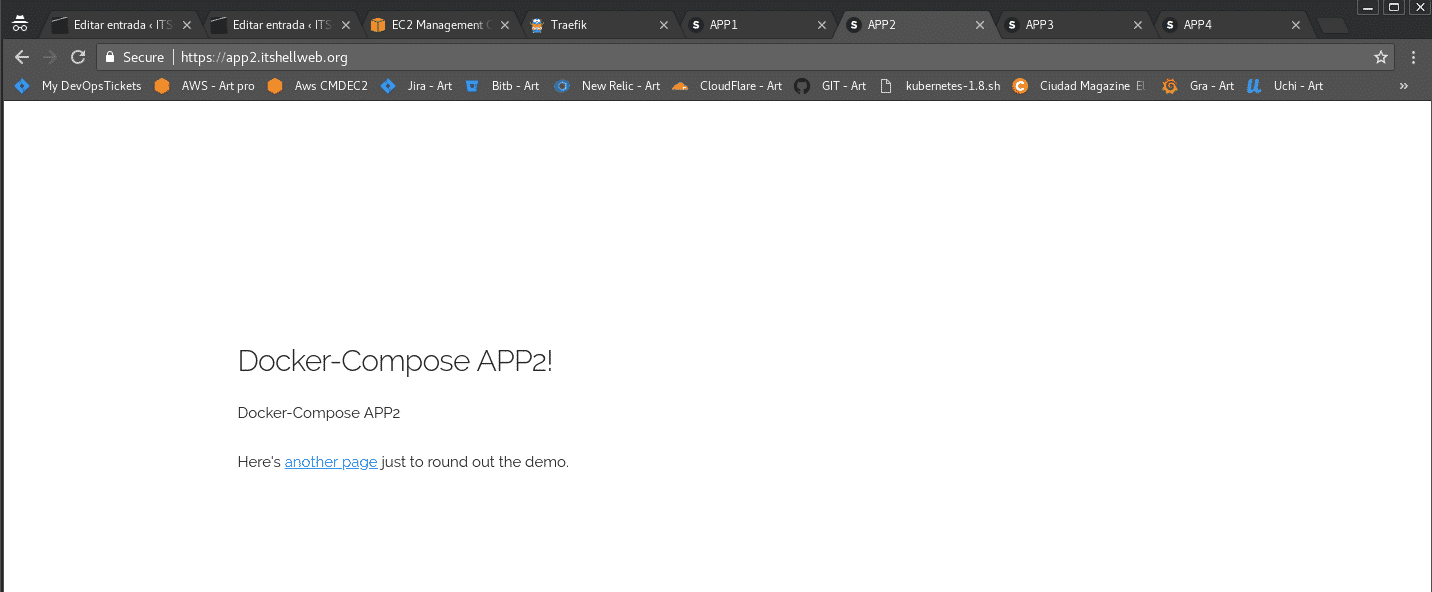 Editar entrada ‹ ITS
Editar entrada ‹ ITS
EC2 Management C
Traefik
APP1
APP2
APP3
APP4
Secure | https://app2.itshellweb.org
My DevOpsTickets
AWS - Art pro
Aws CMDEC2
Jira - Art
Bitb - Art
New Relic - Art
CloudFlare - Art
GIT - Art
kubernetes-1.8.sh
Ciudad Magazine El
Gra - Art
Uchi - Art
»
Docker-Compose APP2!
Docker-Compose APP2
Here's another page just to round out the demo.